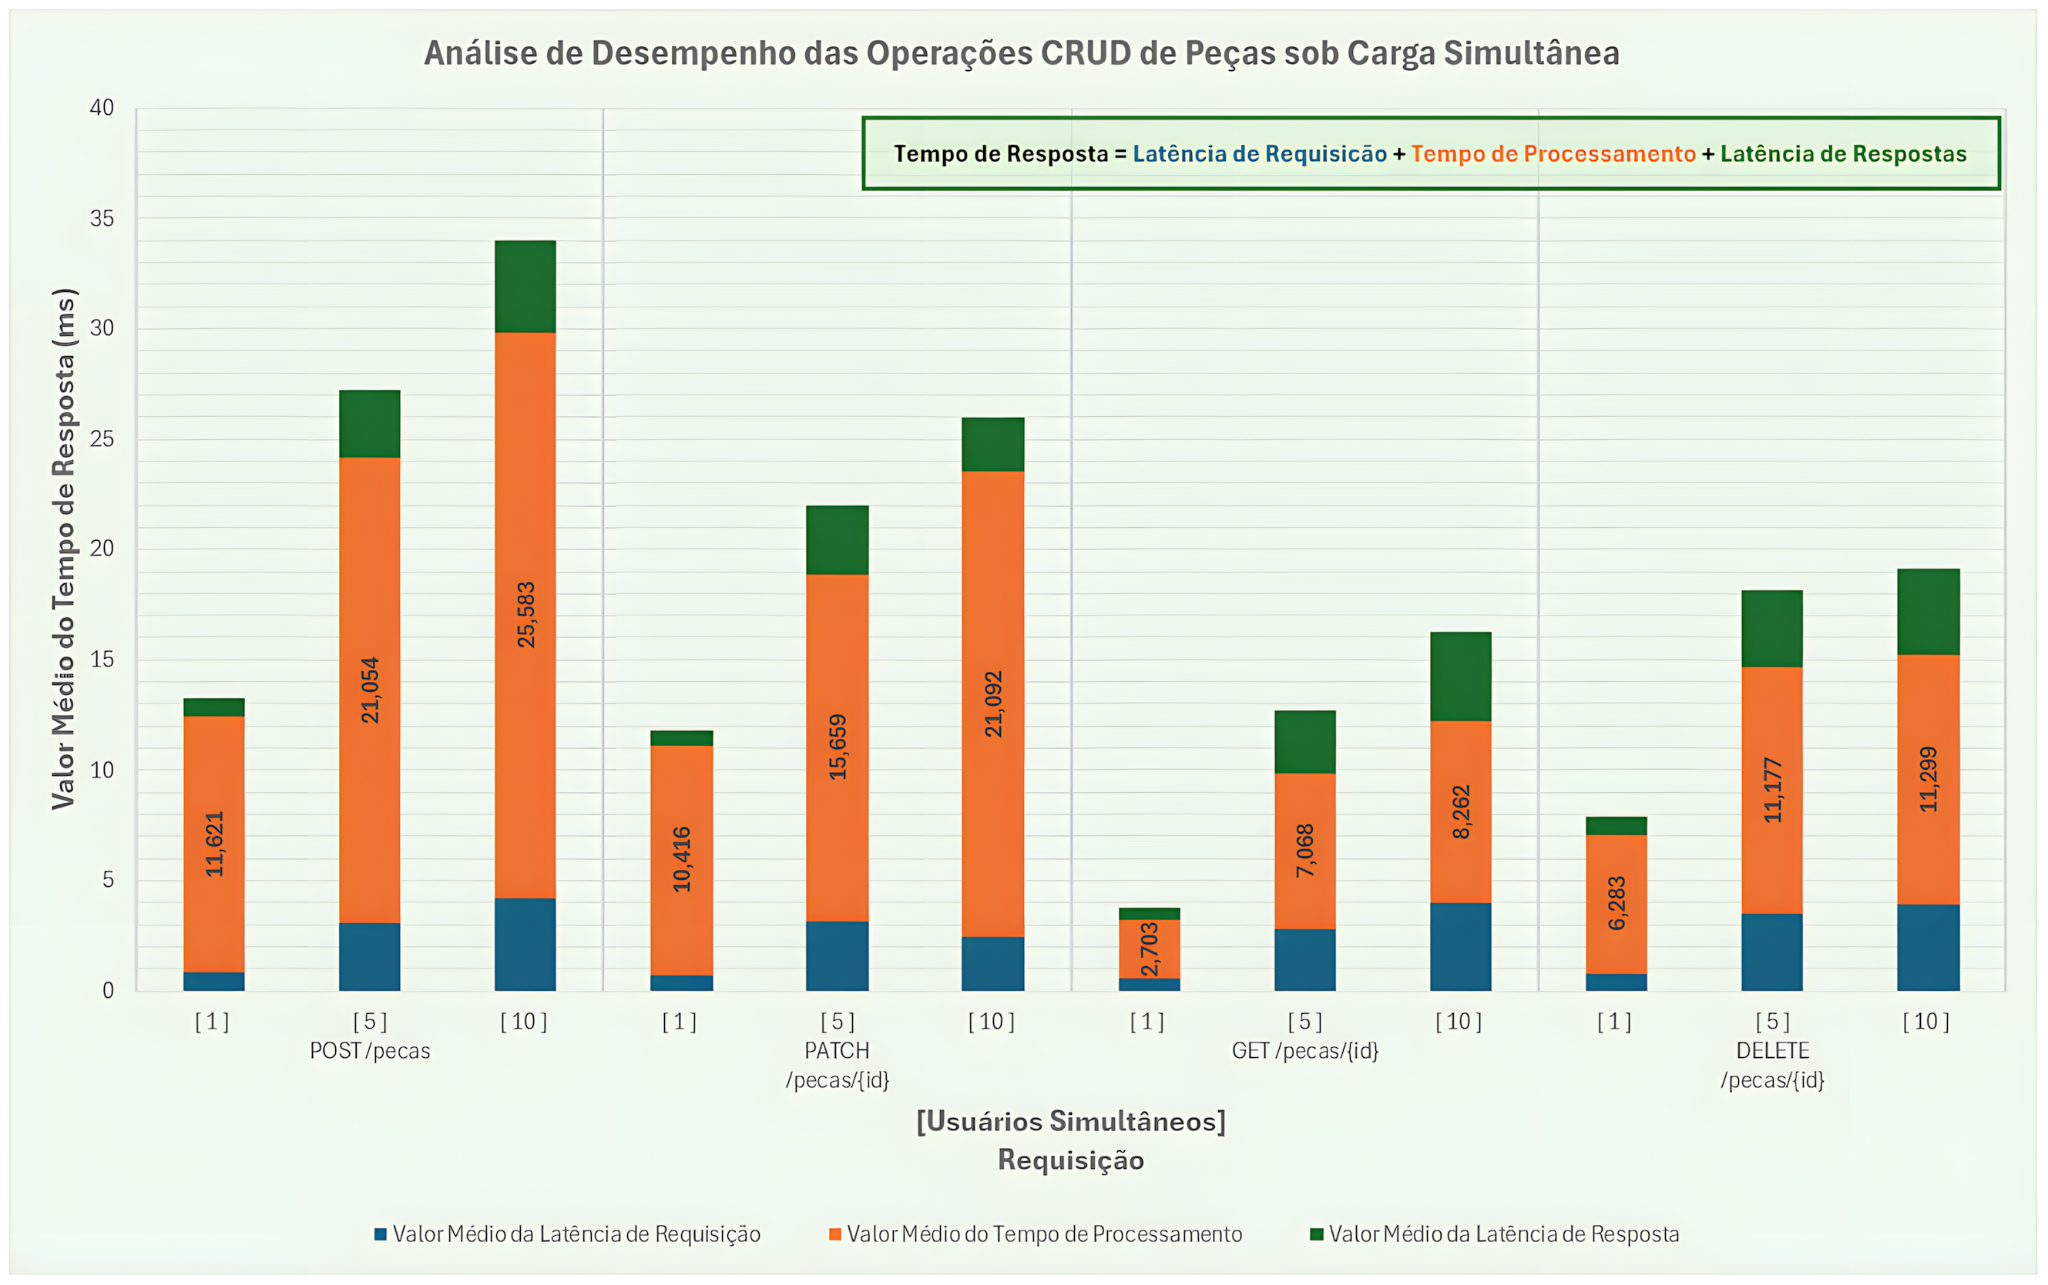 Análise de Desempenho das Operações CRUD de Peças sob Carga Simultânea
Tempo de Resposta = Latência de Requisicão + Tempo de Processamento + Latência de Respostas
Valor Médio do Tempo de Resposta (ms)
40
35
30
25
20
15
10
5
0
11,621
21,054
25,583
10,416
15,659
21,092
2,703
7,068
8,262
6,283
11,177
11,299
[ 1 ] [ 5 ] [ 10 ] [ 1 ] [ 5 ] [ 10 ] [ 1 ] [ 5 ] [ 10 ] [ 1 ] [ 5 ] [ 10 ]
POST /pecas
PATCH
/pecas/{id}
GET /pecas/{id}
DELETE
/pecas/{id}
[Usuários Simultâneos]
Requisição
Valor Médio da Latência de Requisição
Valor Médio do Tempo de Processamento
Valor Médio da Latência de Resposta